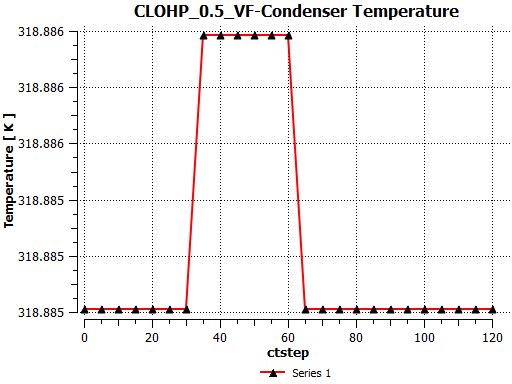 CLOHP_0.5_VF-Condenser Temperature
318.886
318.886
318.886
318.885
318.885
318.885
Temperature [ K ]
0 20 40 60 80 100 120
ctstep
Series 1